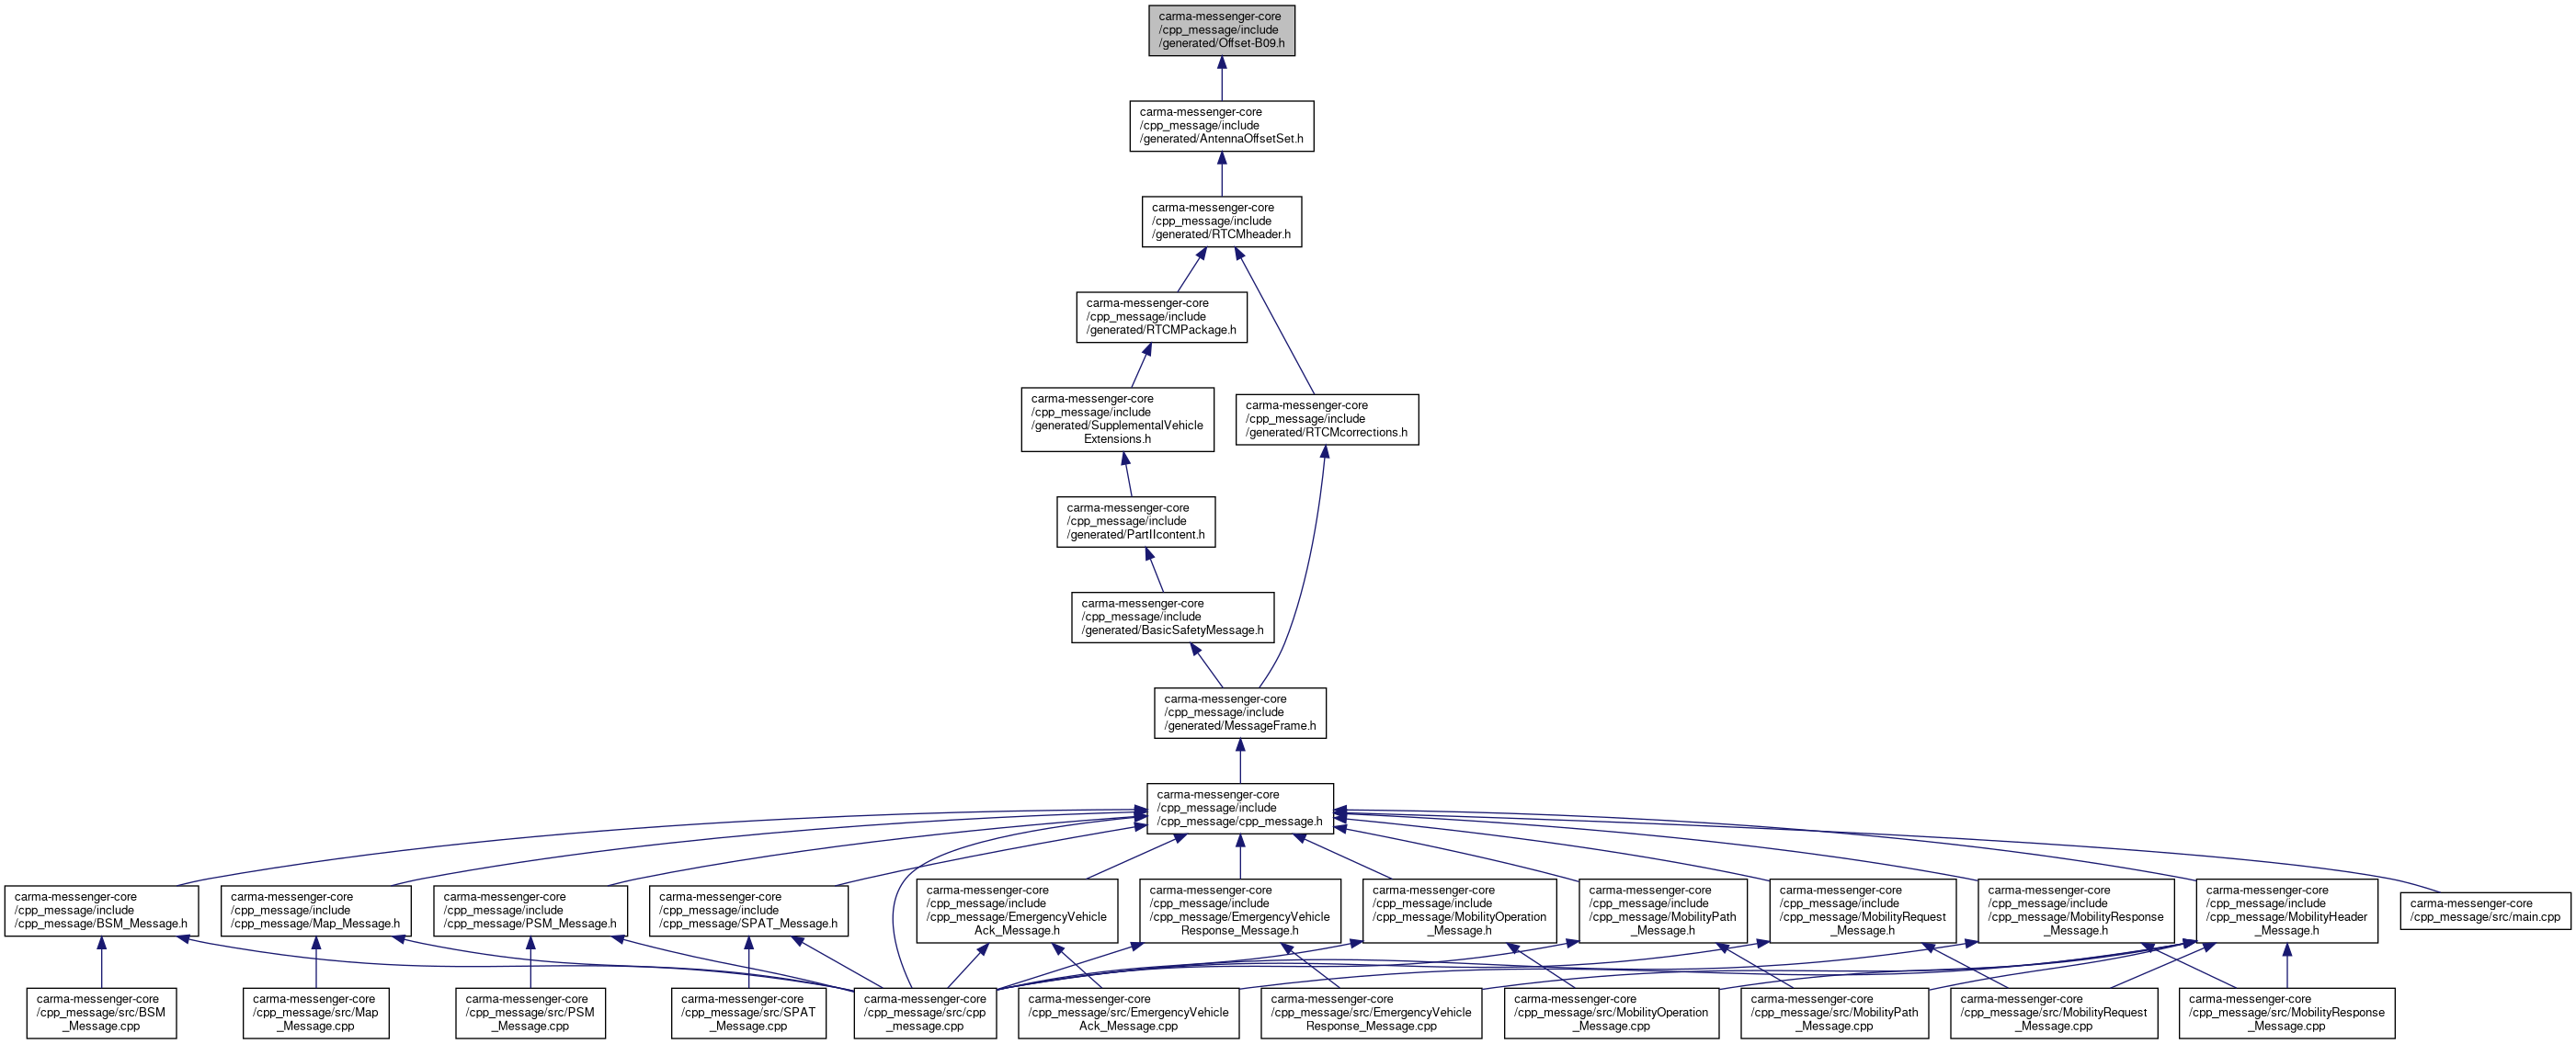 carma-messenger-core
/cpp_message/include
/generated/Offset-B09.h
carma-messenger-core
/cpp_message/include
/generated/AntennaOffsetSet.h
carma-messenger-core
/cpp_message/include
/generated/RTCMheader.h
carma-messenger-core
/cpp_message/include
/generated/RTCMPackage.h
carma-messenger-core
/cpp_message/include
/generated/SupplementalVehicle
Extensions.h
carma-messenger-core
/cpp_message/include
/generated/RTCMcorrections.h
carma-messenger-core
/cpp_message/include
/generated/PartIIcontent.h
carma-messenger-core
/cpp_message/include
/generated/BasicSafetyMessage.h
carma-messenger-core
/cpp_message/include
/generated/MessageFrame.h
carma-messenger-core
/cpp_message/include
/cpp_message/cpp_message.h
carma-messenger-core
/cpp_message/include
/cpp_message/BSM_Message.h
carma-messenger-core
/cpp_message/include
/cpp_message/Map_Message.h
carma-messenger-core
/cpp_message/include
/cpp_message/PSM_Message.h
carma-messenger-core
/cpp_message/include
/cpp_message/SPAT_Message.h
carma-messenger-core
/cpp_message/include
/cpp_message/EmergencyVehicle
Ack_Message.h
carma-messenger-core
/cpp_message/include
/cpp_message/EmergencyVehicle
Response_Message.h
carma-messenger-core
/cpp_message/include
/cpp_message/MobilityOperation
_Message.h
carma-messenger-core
/cpp_message/include
/cpp_message/MobilityPath
_Message.h
carma-messenger-core
/cpp_message/include
/cpp_message/MobilityRequest
_Message.h
carma-messenger-core
/cpp_message/include
/cpp_message/MobilityResponse
_Message.h
carma-messenger-core
/cpp_message/include
/cpp_message/MobilityHeader
_Message.h
carma-messenger-core
/cpp_message/src/main.cpp
carma-messenger-core
/cpp_message/src/BSM
_Message.cpp
carma-messenger-core
/cpp_message/src/Map
_Message.cpp
carma-messenger-core
/cpp_message/src/PSM
_Message.cpp
carma-messenger-core
/cpp_message/src/SPAT
_Message.cpp
carma-messenger-core
/cpp_message/src/cpp
_message.cpp
carma-messenger-core
/cpp_message/src/EmergencyVehicle
Ack_Message.cpp
carma-messenger-core
/cpp_message/src/EmergencyVehicle
Response_Message.cpp
carma-messenger-core
/cpp_message/src/MobilityOperation
_Message.cpp
carma-messenger-core
/cpp_message/src/MobilityPath
_Message.cpp
carma-messenger-core
/cpp_message/src/MobilityRequest
_Message.cpp
carma-messenger-core
/cpp_message/src/MobilityResponse
_Message.cpp